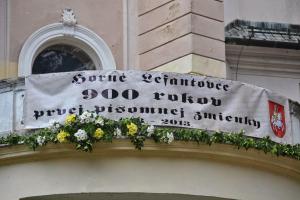 Horné Lefantovce
900 rokov
prvej písomnej zmienky
- 2013